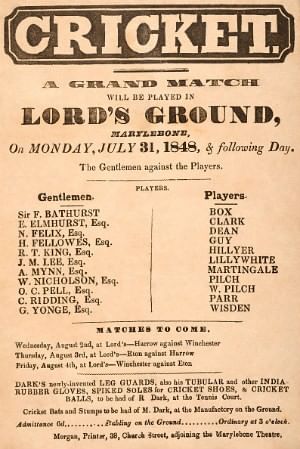 CRICKET.
A GRAND MATCH
WILL BE PLAYED IN
LORD'S GROUND,
MARYLEBONE,
On MONDAY, JULY 31, 1848, & following Day.
The Gentlemen against the Players.
PLAYERS.
Gentlemen. Players.
Sir F. BATHURST BOX
E. ELMHURST, Esq. CLARK
N. FELIX, Esq. DEAN
H. FELLOWES, Esq. GUY
R. T. KING, Esq. HILLYER
J. M. LEE, Esq. LILLYWHITE
A. MYNN, Esq. MARTINGALE
W. NICHOLSON, Esq. PILCH
O. C. PELL, Esq. W. PILCH
C. RIDDING, Esq. PARR
G. YONGE, Esq. WISDEN
MATCHES TO COME.
Wednesday, August 2nd, at Lord's—Harrow against Winchester
Thursday, August 3rd, at Lord's—Eton against Harrow
Friday, August 4th, at Lord's—Winchester against Eton
DARK'S newly-invented LEG GUARDS, also his TUBULAR and other INDIA-
RUBBER GLOVES, SPIKED SOLES for CRICKET SHOES, & CRICKET
BALLS, to be had of R Dark, at the Tennis Court.
Cricket Bats and Stumps to be had of M. Dark, at the Manufactory on the Ground.
Admittance 6d. Stabling on the Ground. Ordinary at 3 o'clock.
Morgan, Printer, 38, Church Street, adjoining the Marylebone Theatre.